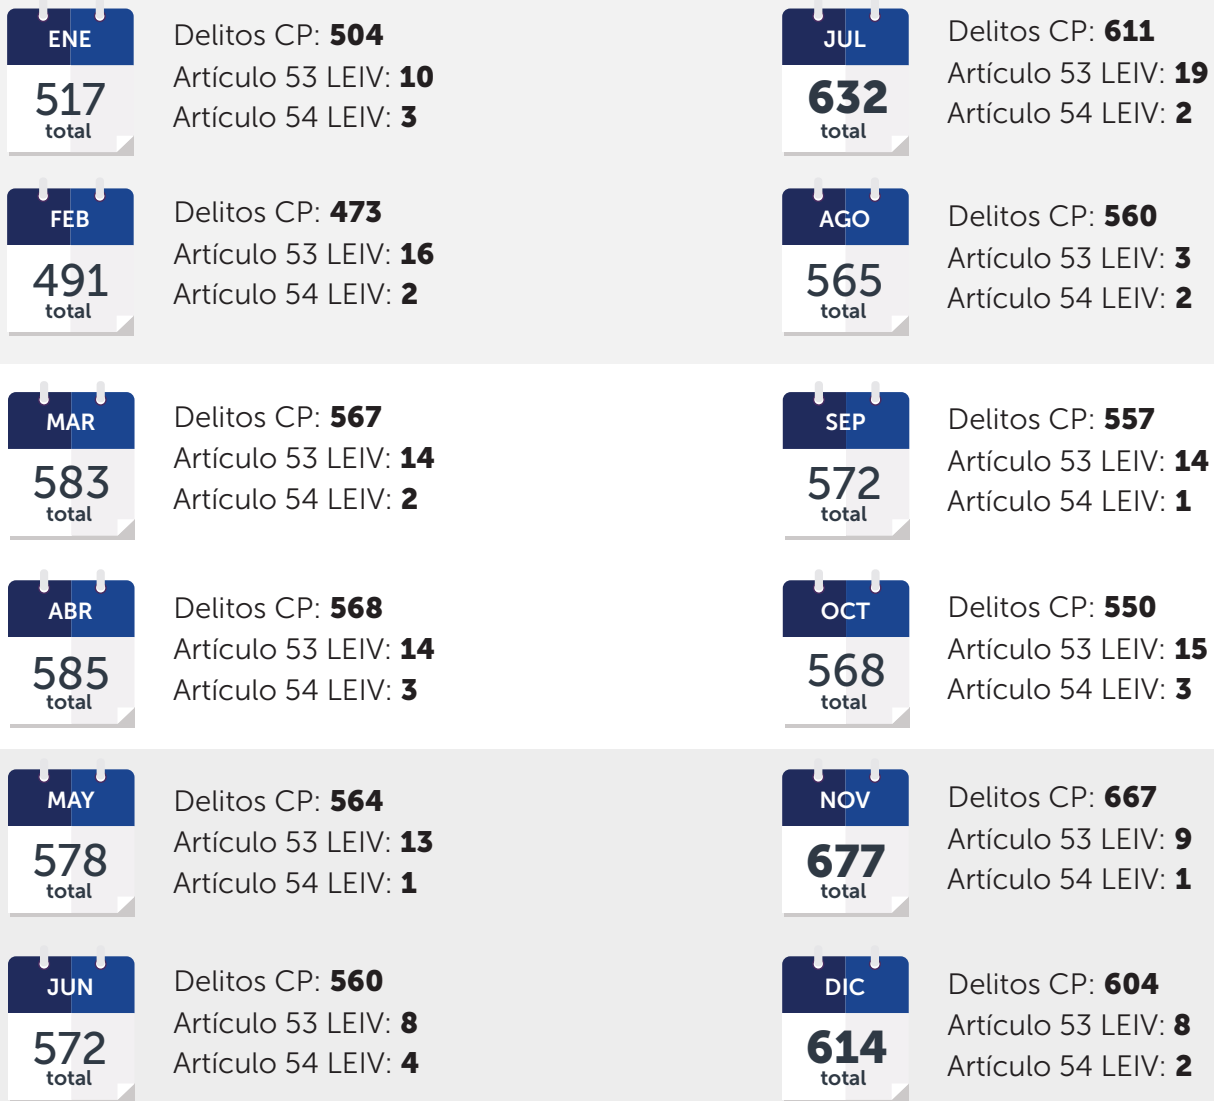 ENE
517
total
Delitos CP: 504
Artículo 53 LEIV: 10
Artículo 54 LEIV: 3
FEB
491
total
Delitos CP: 473
Artículo 53 LEIV: 16
Artículo 54 LEIV: 2
MAR
583
total
Delitos CP: 567
Artículo 53 LEIV: 14
Artículo 54 LEIV: 2
ABR
585
total
Delitos CP: 568
Artículo 53 LEIV: 14
Artículo 54 LEIV: 3
MAY
578
total
Delitos CP: 564
Artículo 53 LEIV: 13
Artículo 54 LEIV: 1
JUN
572
total
Delitos CP: 560
Artículo 53 LEIV: 8
Artículo 54 LEIV: 4
JUL
632
total
Delitos CP: 611
Artículo 53 LEIV: 19
Artículo 54 LEIV: 2
AGO
565
total
Delitos CP: 560
Artículo 53 LEIV: 3
Artículo 54 LEIV: 2
SEP
572
total
Delitos CP: 557
Artículo 53 LEIV: 14
Artículo 54 LEIV: 1
OCT
568
total
Delitos CP: 550
Artículo 53 LEIV: 15
Artículo 54 LEIV: 3
NOV
677
total
Delitos CP: 667
Artículo 53 LEIV: 9
Artículo 54 LEIV: 1
DIC
614
total
Delitos CP: 604
Artículo 53 LEIV: 8
Artículo 54 LEIV: 2